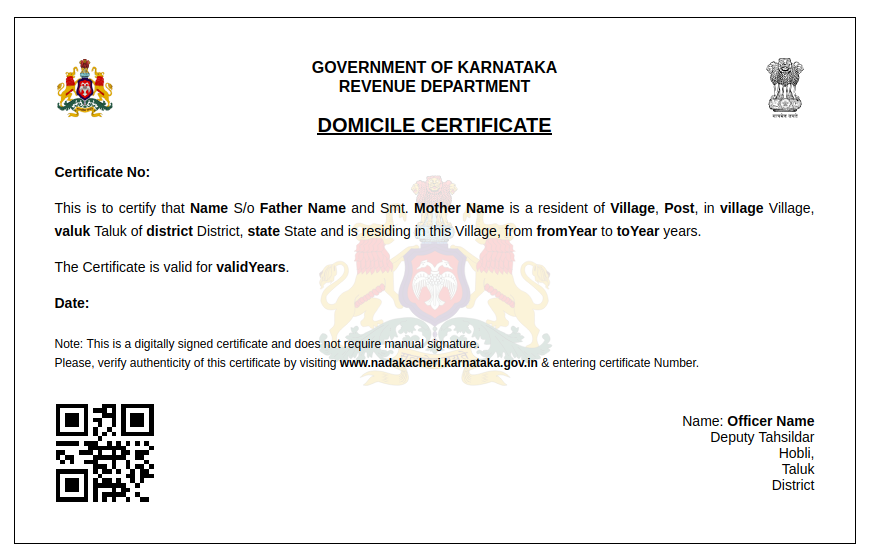 GOVERNMENT OF KARNATAKA
REVENUE DEPARTMENT
DOMICILE CERTIFICATE
सत्यमेव जयते
Certificate No:
This is to certify that Name S/o Father Name and Smt. Mother Name is a resident of Village, Post, in village Village,
valuk Taluk of district District, state State and is residing in this Village, from fromYear to toYear years.
The Certificate is valid for validYears.
Date:
Note: This is a digitally signed certificate and does not require manual signature.
Please, verify authenticity of this certificate by visiting www.nadakacheri.karnataka.gov.in & entering certificate Number.
Name: Officer Name
Deputy Tahsildar
Hobli,
Taluk
District